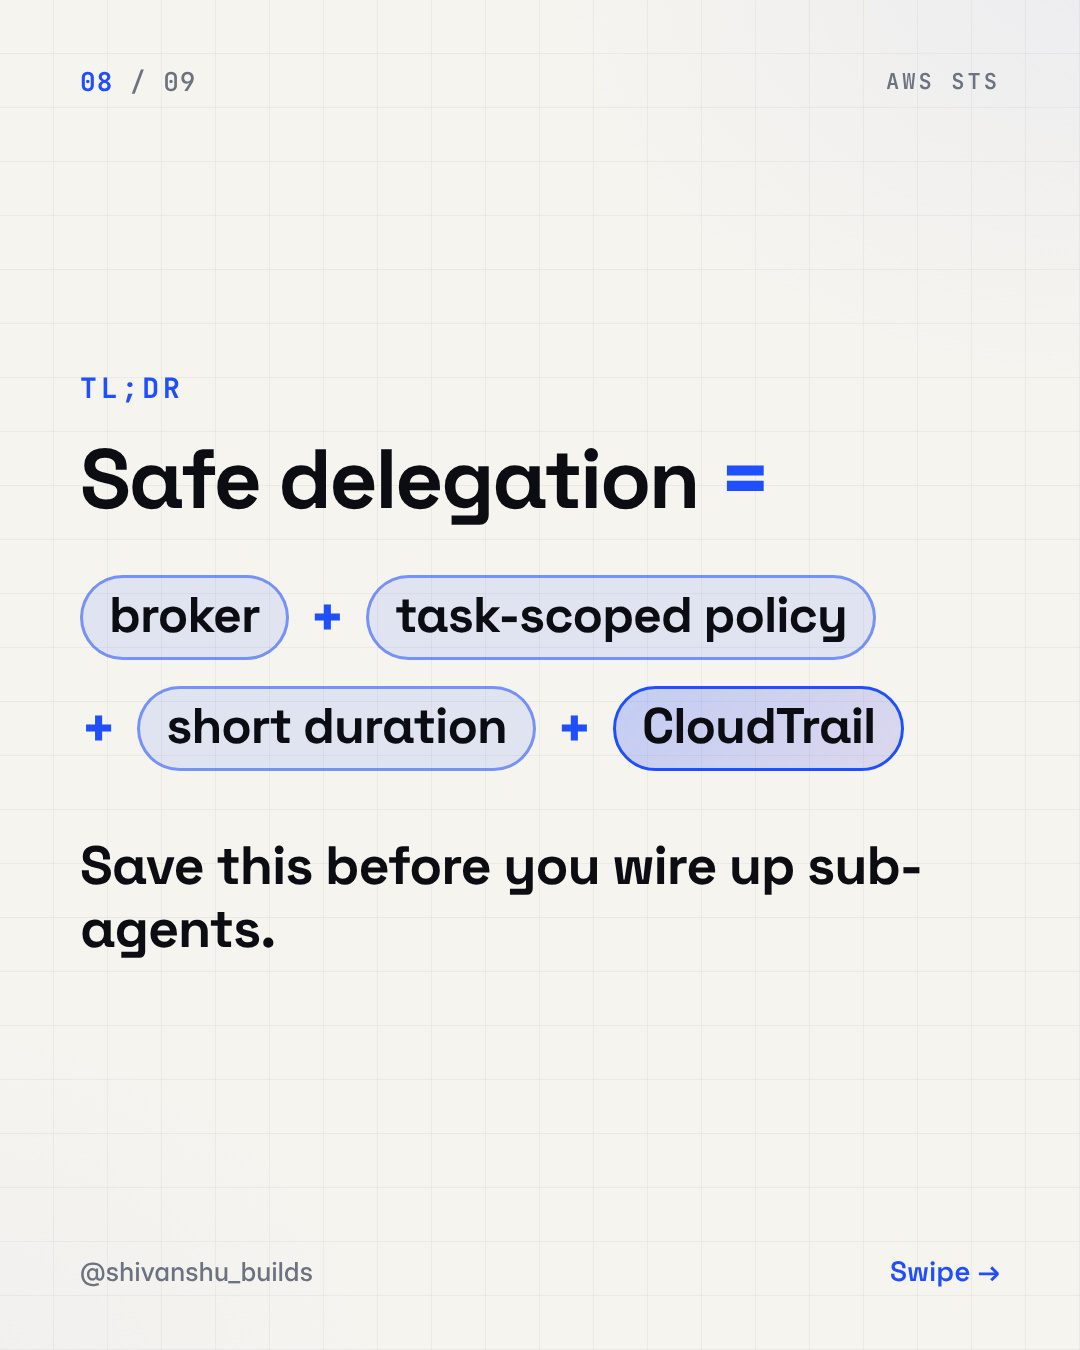 08 / 09
AWS STS
TL;DR
Safe delegation =
broker + task-scoped policy
+ short duration + CloudTrail
Save this before you wire up sub-
agents.
@shivanshu_builds
Swipe →